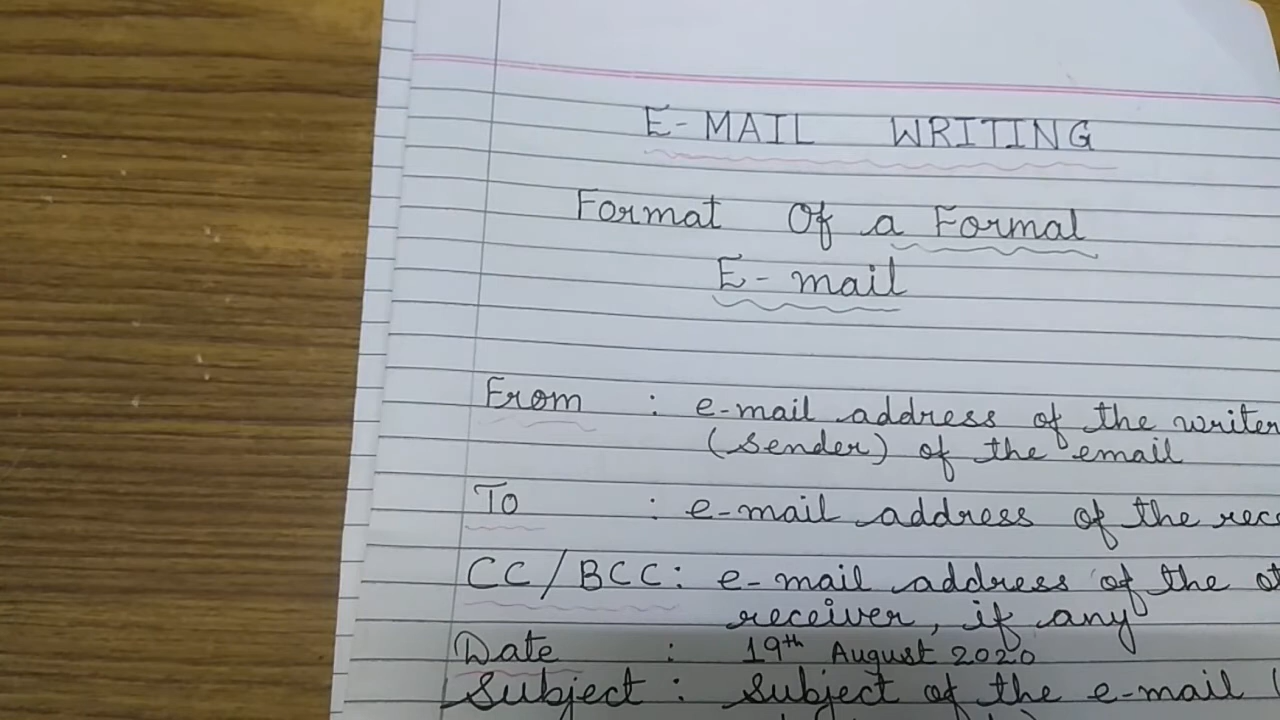 E-MAIL WRITING
Format Of a Formal
E-mail
From : e-mail address of the writer
(sender) of the email
To : e-mail address of the
CC/BCC: e-mail address of the
receiver, if any
Date : 19th August 2020
Subject : Subject of the e-mail (